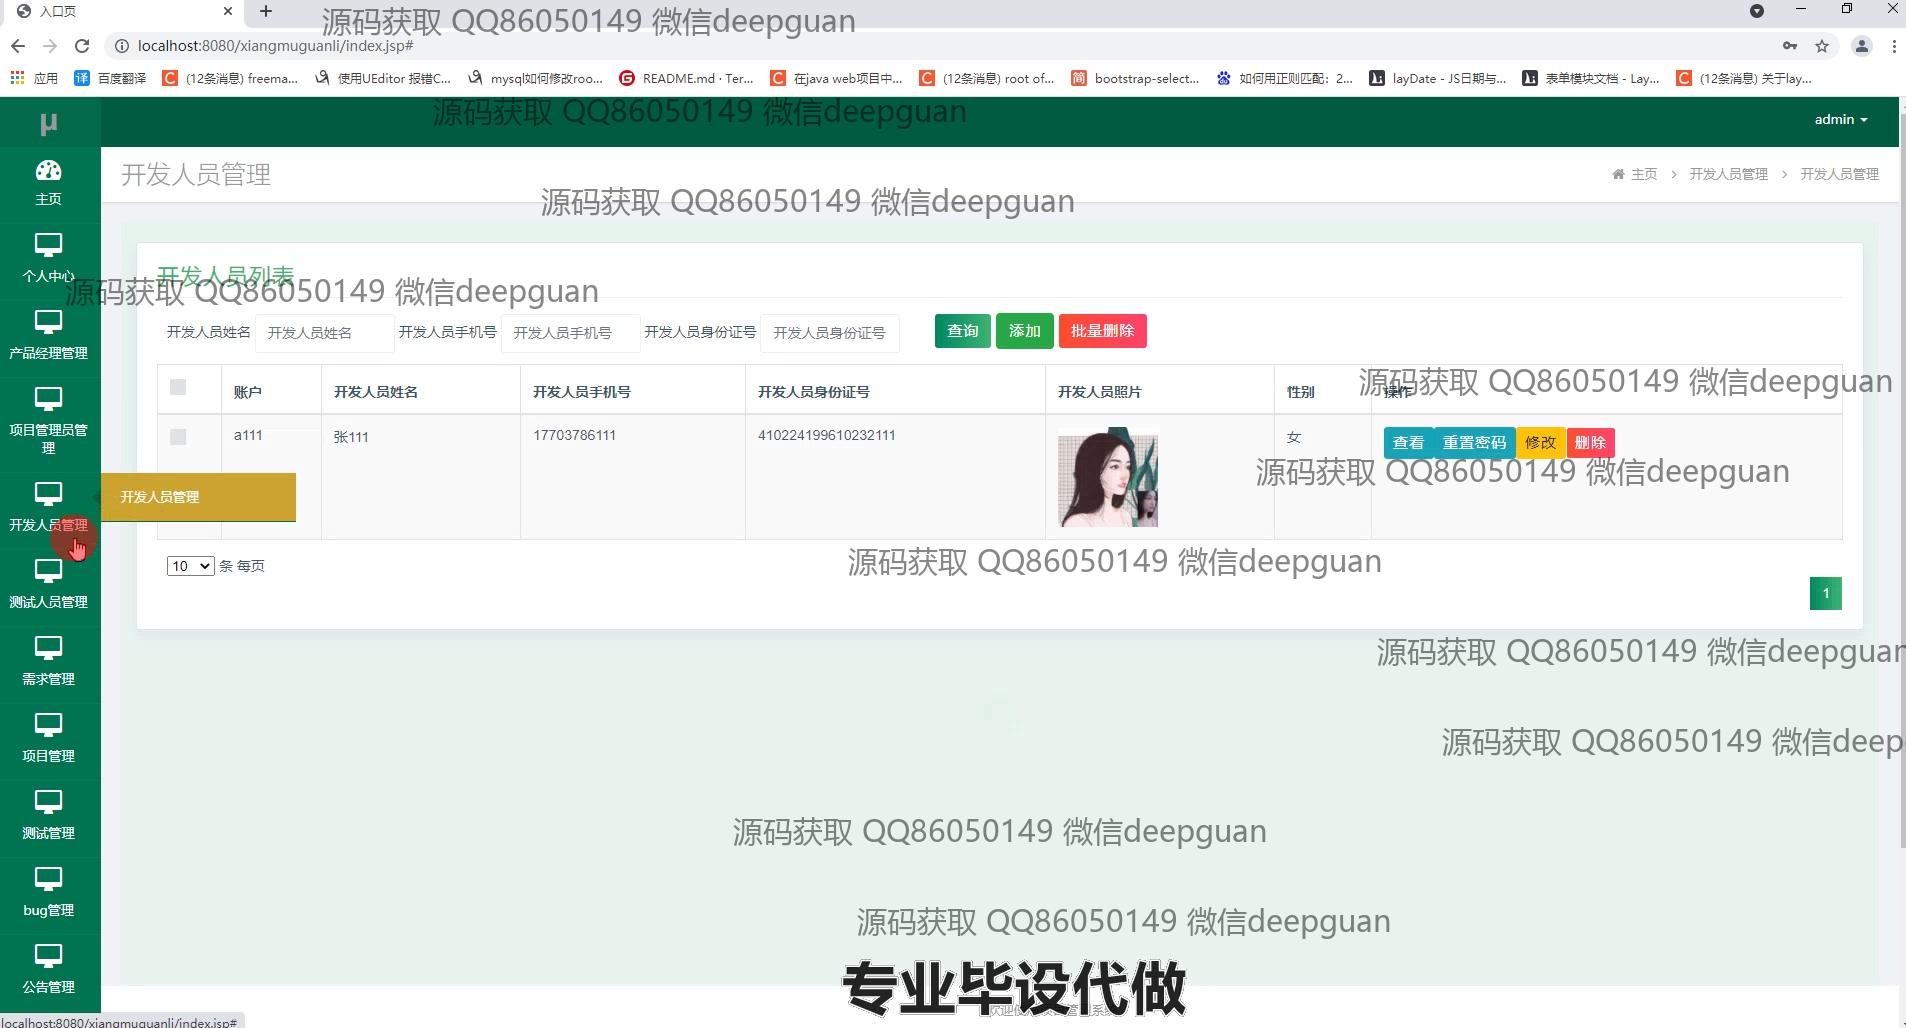 入口页
源码获取 QQ86050149 微信deepguan
localhost:8080/xiangmuguanli/index.jsp#
应用
百度翻译
(12条消息) freema...
使用UEditor 报错C...
mysql如何修改roo...
README.md · Ter...
在java web项目中...
(12条消息) root of...
bootstrap-select...
如何用正则匹配：2...
layDate - JS日期与...
表单模块文档 - Lay...
(12条消息) 关于lay...
源码获取 QQ86050149 微信deepguan
μ
admin
主页
个人中心
产品经理管理
项目管理员管
理
开发人员管理
测试人员管理
需求管理
项目管理
测试管理
bug管理
公告管理
开发人员管理
开发人员管理
主页 > 开发人员管理 > 开发人员管理
源码获取 QQ86050149 微信deepguan
开发人员列表
源码获取 QQ86050149 微信deepguan
开发人员姓名 开发人员姓名 开发人员手机号 开发人员手机号 开发人员身份证号 开发人员身份证号 查询 添加 批量删除
源码获取 QQ86050149 微信deepguan
账户 开发人员姓名 开发人员手机号 开发人员身份证号 开发人员照片 性别 操作
a111 张111 17703786111 410224199610232111 女 查看 重置密码 修改 删除
源码获取 QQ86050149 微信deepguan
10 条 每页
源码获取 QQ86050149 微信deepguan
1
源码获取 QQ86050149 微信deepguan
源码获取 QQ86050149 微信deep
源码获取 QQ86050149 微信deepguan
源码获取 QQ86050149 微信deepguan
专业毕设代做
localhost:8080/xiangmuguanli/index.jsp#